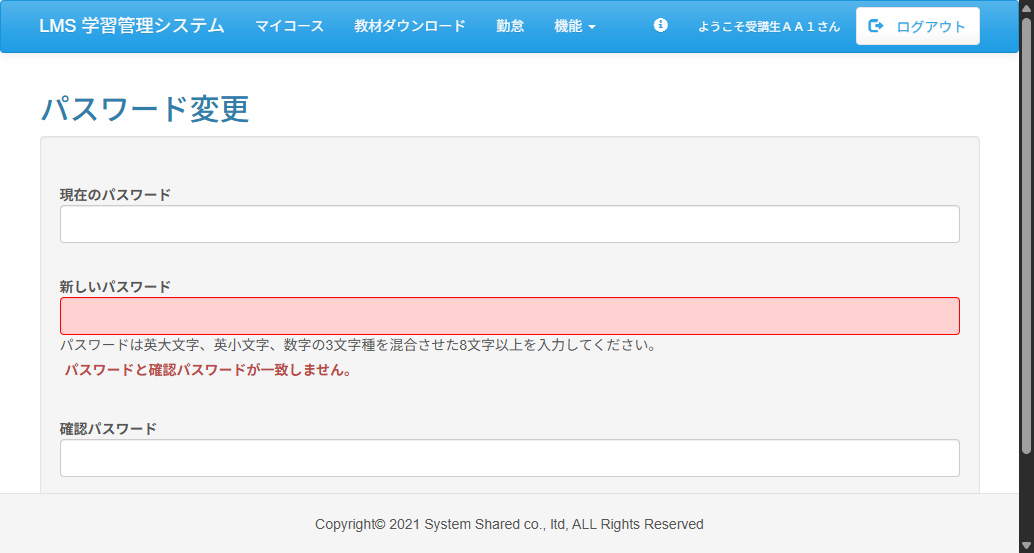 LMS 学習管理システム マイコース 教材ダウンロード 勤怠 機能 ようこそ受講生ＡＡ１さん ログアウト
パスワード変更
現在のパスワード
新しいパスワード
パスワードは英大文字、英小文字、数字の3文字種を混合させた8文字以上を入力してください。
パスワードと確認パスワードが一致しません。
確認パスワード
Copyright© 2021 System Shared co., ltd, ALL Rights Reserved